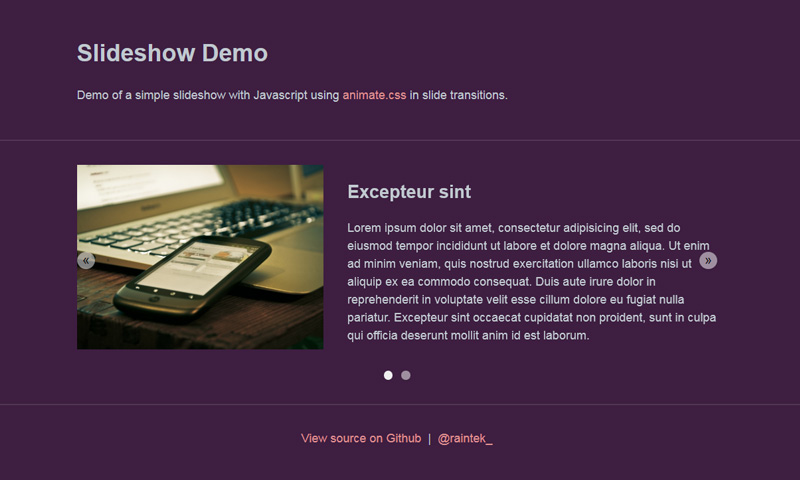 Slideshow Demo
Demo of a simple slideshow with Javascript using animate.css in slide transitions.
Excepteur sint
Lorem ipsum dolor sit amet, consectetur adipisicing elit, sed do
eiusmod tempor incididunt ut labore et dolore magna aliqua. Ut enim
ad minim veniam, quis nostrud exercitation ullamco laboris nisi ut
aliquip ex ea commodo consequat. Duis aute irure dolor in
reprehenderit in voluptate velit esse cillum dolore eu fugiat nulla
pariatur. Excepteur sint occaecat cupidatat non proident, sunt in culpa
qui officia deserunt mollit anim id est laborum.
«
»
View source on Github | @raintek_